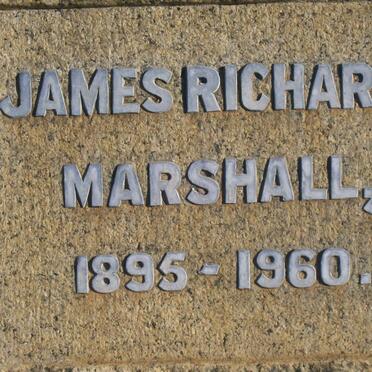 JAMES RICHAR
MARSHALL,
1895-1960.